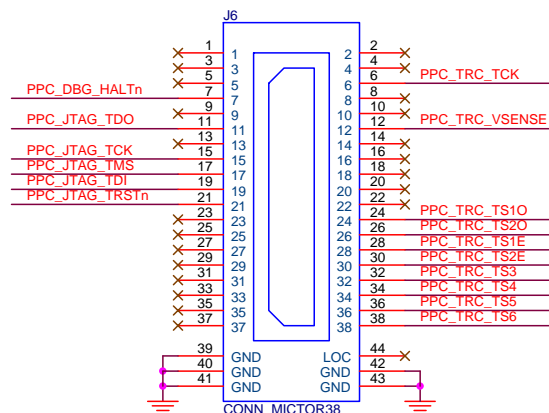 J6
1 1 2 2
3 3 4 4
5 5 6 6 PPC_TRC_TCK
PPC_DBG_HALTn 7 7 8 8
9 9 10 10
PPC_JTAG_TDO 11 11 12 12 PPC_TRC_VSENSE
13 13 14 14
PPC_JTAG_TCK 15 15 16 16
PPC_JTAG_TMS 17 17 18 18
PPC_JTAG_TDI 19 19 20 20
PPC_JTAG_TRSTn 21 21 22 22
23 23 24 24 PPC_TRC_TS1O
25 25 26 26 PPC_TRC_TS2O
27 27 28 28 PPC_TRC_TS1E
29 29 30 30 PPC_TRC_TS2E
31 31 32 32 PPC_TRC_TS3
33 33 34 34 PPC_TRC_TS4
35 35 36 36 PPC_TRC_TS5
37 37 38 38 PPC_TRC_TS6
39 GND LOC 44
40 GND GND 42
41 GND GND 43
CONN_MICTOR38